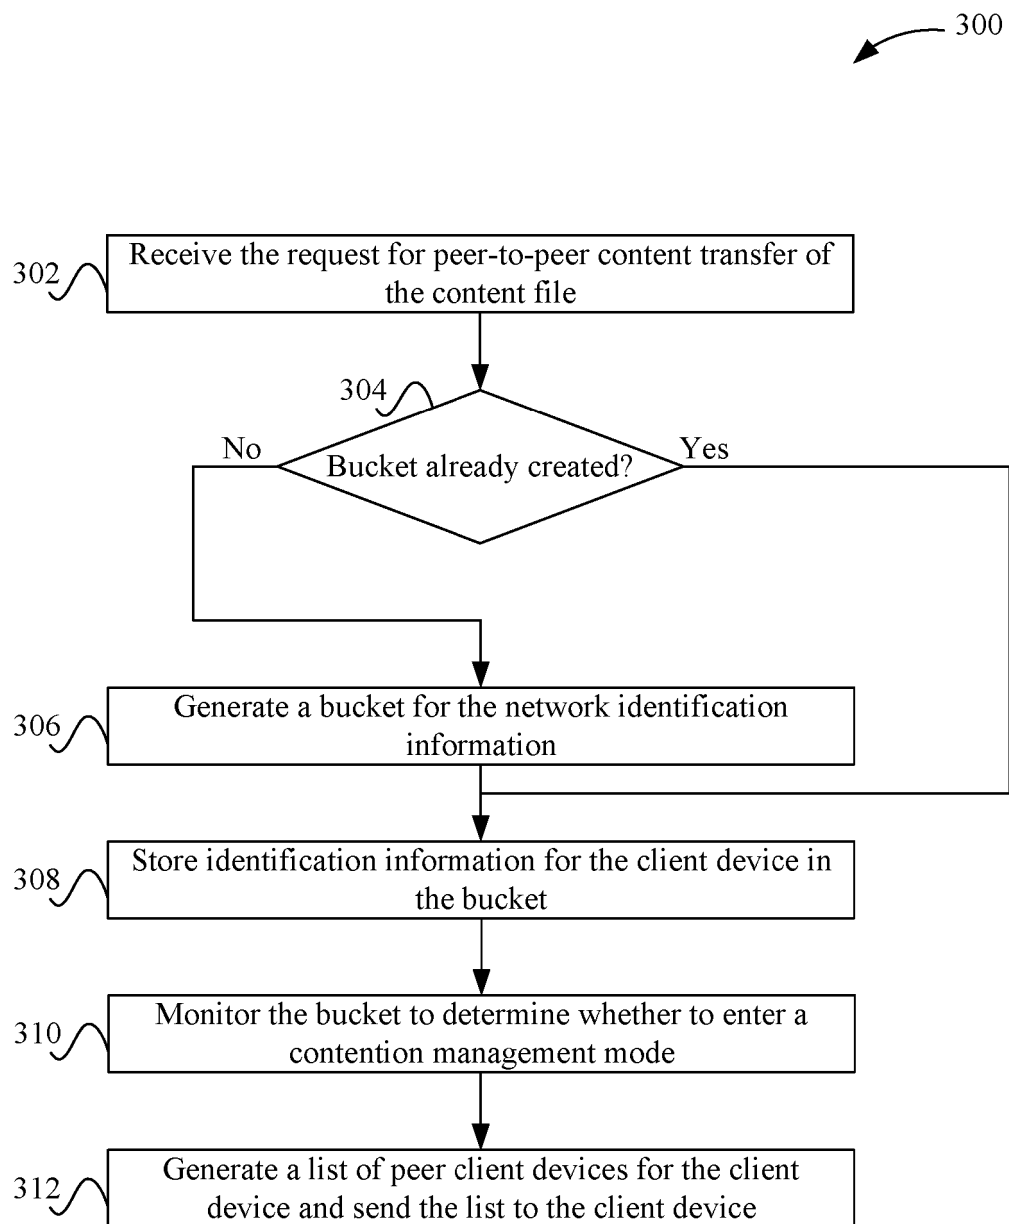 300
302
Receive the request for peer-to-peer content transfer of
the content file
304
No
Bucket already created?
Yes
306
Generate a bucket for the network identification
information
308
Store identification information for the client device in
the bucket
310
Monitor the bucket to determine whether to enter a
contention management mode
312
Generate a list of peer client devices for the client
device and send the list to the client device